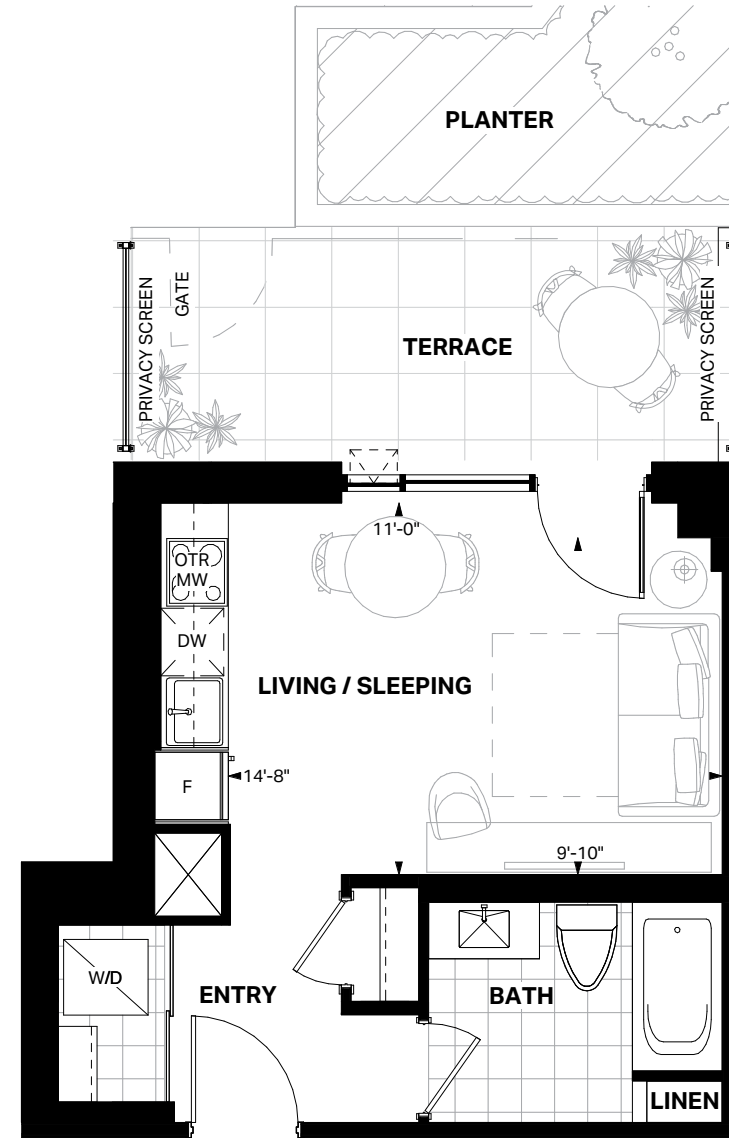 PLANTER
PRIVACY SCREEN
GATE
TERRACE
PRIVACY SCREEN
11'-0"
OTR
MW
DW
LIVING / SLEEPING
F
14'-8"
9'-10"
W/D
ENTRY
BATH
LINEN